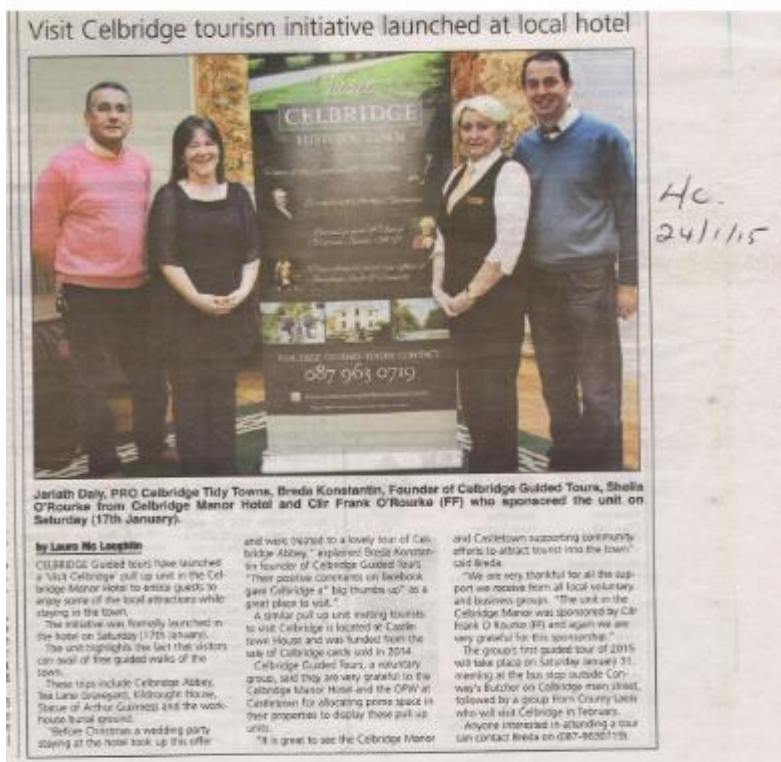 Visit Celbridge tourism initiative launched at local hotel
Visit
CELBRIDGE
HISTORIC TOWN
FOR FREE GUIDED TOURS CONTACT
087 963 0719
24/1/15
Jarlath Daly, PRO Celbridge Tidy Towns, Breda Konstantin, Founder of Celbridge Guided Tours, Sheila
O'Rourke from Celbridge Manor Hotel and Cllr Frank O'Rourke (FF) who sponsored the unit on
Saturday (17th January).
by Laura Mc Loughlin
CELBRIDGE Guided tours have launched
a 'Visit Celbridge' pull up unit in the Cel-
bridge Manor Hotel to entice guests to
enjoy some of the local attractions while
staying in the town.
The initiative was formally launched in
the hotel on Saturday (17th January).
The unit highlights the fact that visitors
can avail of free guided walks of the
town.
These trips include Celbridge Abbey,
Tea Lane Graveyard, Kildrought House,
Statue of Arthur Guinness and the work-
house burial ground.
"Before Christmas a wedding party
staying at the hotel took up this offer
and were treated to a lovely tour of Cel-
bridge Abbey," explained Breda Konstan-
tin founder of Celbridge Guided Tours.
"Their positive comments on facebook
gave Celbridge a" big thumbs up" as a
great place to visit."
A similar pull up unit inviting tourists
to visit Celbridge is located at Castle-
town House and was funded from the
sale of Celbridge cards sold in 2014.
Celbridge Guided Tours, a voluntary
group, said they are very grateful to the
Celbridge Manor Hotel and the OPW at
Castletown for allocating prime space in
their properties to display these pull up
units.
"It is great to see the Celbridge Manor
and Castletown supporting community
efforts to attract tourist into the town"
said Breda.
"We are very thankful for all the sup-
port we receive from all local voluntary
and business groups. "The unit in the
Celbridge Manor was sponsored by Cllr
Frank O Rourke (FF) and again we are
very grateful for this sponsorship."
The group's first guided tour of 2015
will take place on Saturday January 31,
meeting at the bus stop outside Con-
way's Butcher on Celbridge main street,
followed by a group from County Laois
who will visit Celbridge in February.
Anyone interested in attending a tour
can contact Breda on (087-9630719).